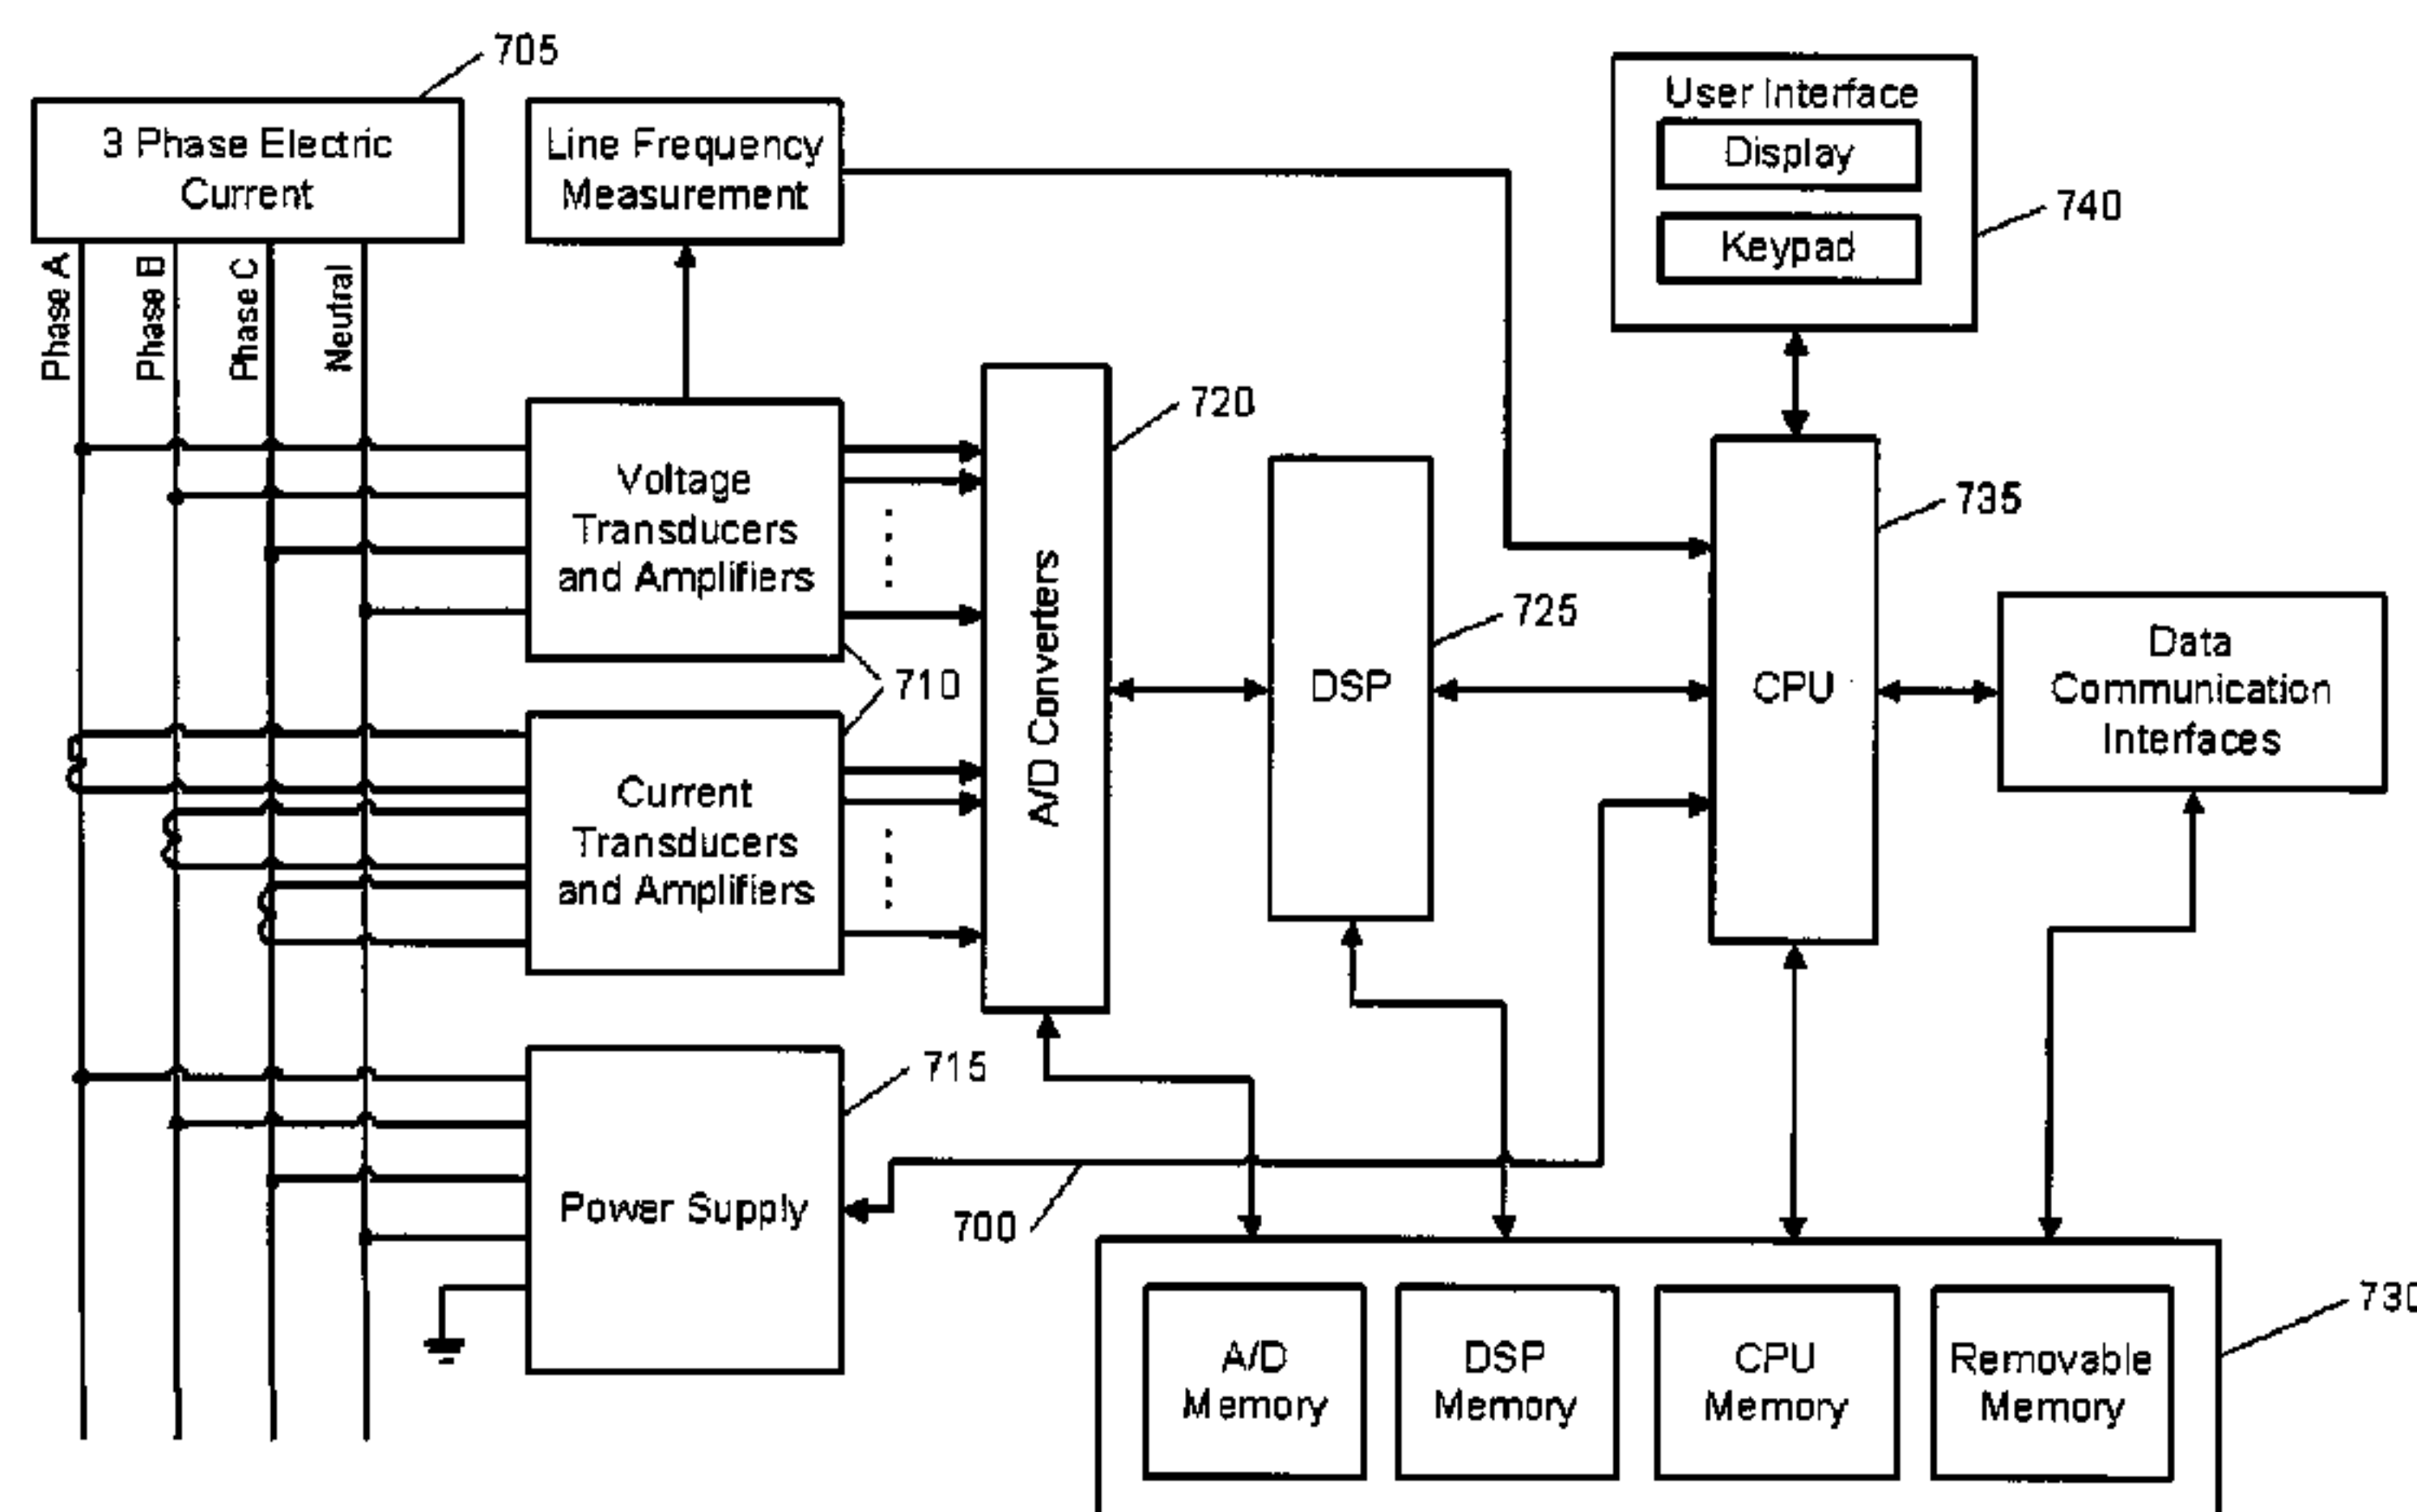 705
3 Phase Electric
Current
Line Frequency
Measurement
User Interface
Display
Keypad
740
Phase A
Phase B
Phase C
Neutral
720
Voltage
Transducers
and Amplifiers
710
A/D Converters
725
DSP
735
CPU
Data
Communication
Interfaces
Current
Transducers
and Amplifiers
715
Power Supply
700
730
A/D
Memory
DSP
Memory
CPU
Memory
Removable
Memory